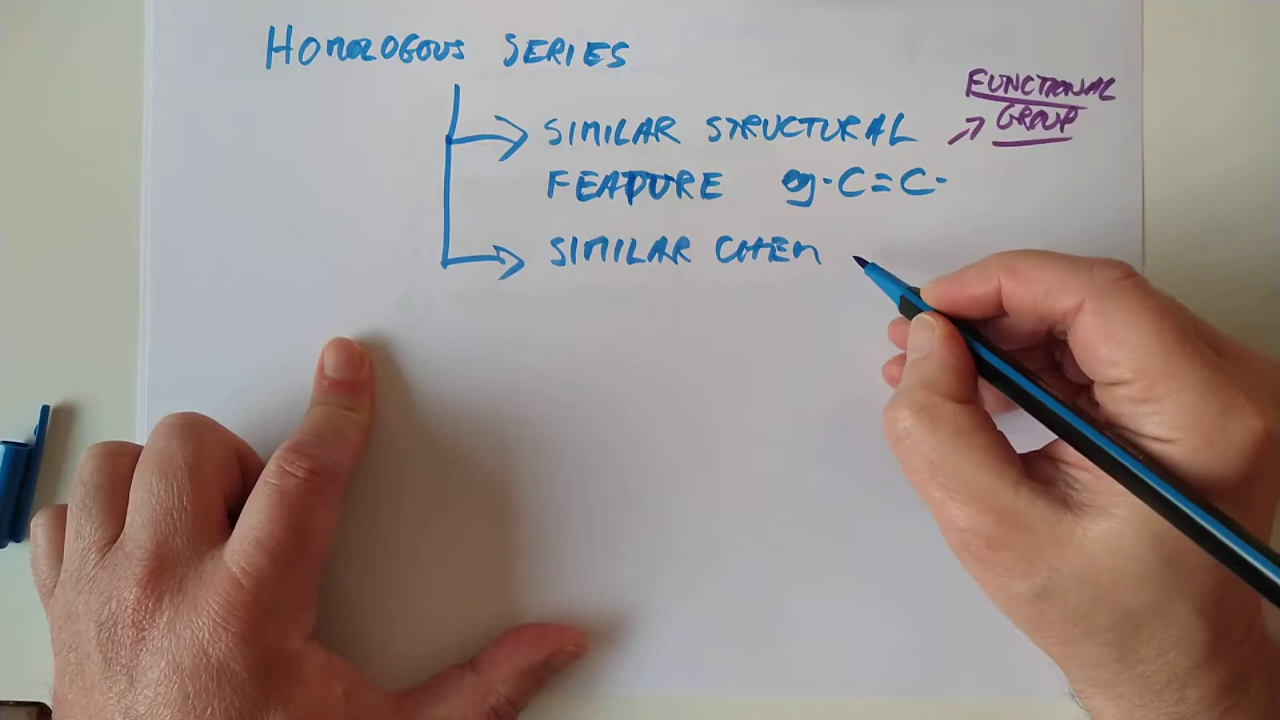 HOMOLOGOUS SERIES
FUNCTIONAL
GROUP
SIMILAR STRUCTURAL
FEATURE eg -C=C-
SIMILAR CHEM